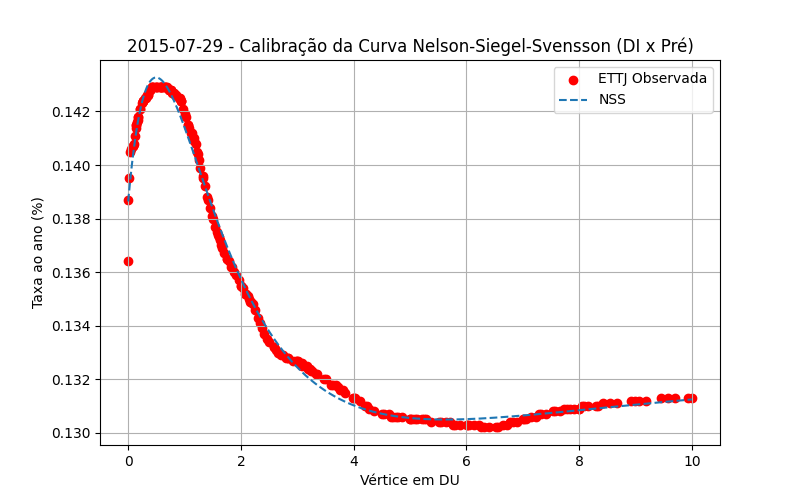 2015-07-29 - Calibração da Curva Nelson-Siegel-Svensson (DI x Pré)
ETTJ Observada
NSS
Taxa ao ano (%)
0.142
0.140
0.138
0.136
0.134
0.132
0.130
0 2 4 6 8 10
Vértice em DU